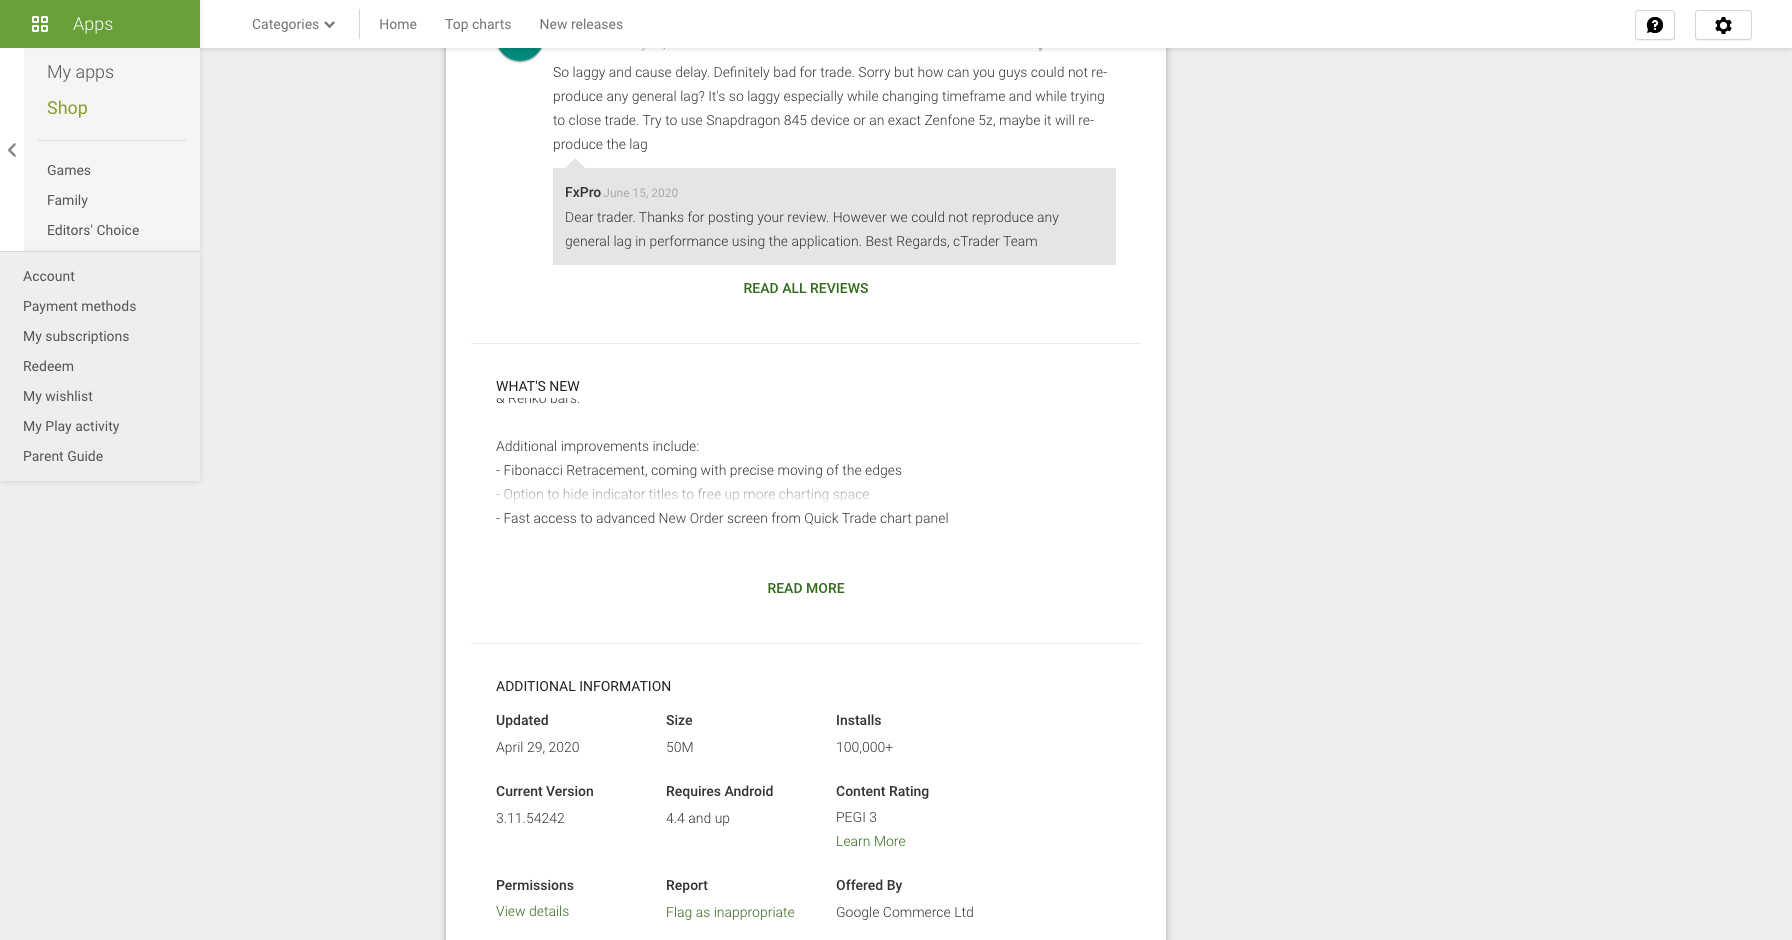 Apps
Categories
Home
Top charts
New releases
My apps
Shop
Games
Family
Editors' Choice
Account
Payment methods
My subscriptions
Redeem
My wishlist
My Play activity
Parent Guide
So laggy and cause delay. Definitely bad for trade. Sorry but how can you guys could not re-
produce any general lag? It's so laggy especially while changing timeframe and while trying
to close trade. Try to use Snapdragon 845 device or an exact Zenfone 5z, maybe it will re-
produce the lag
FxPro June 15, 2020
Dear trader. Thanks for posting your review. However we could not reproduce any
general lag in performance using the application. Best Regards, cTrader Team
READ ALL REVIEWS
WHAT'S NEW
& Renko bars.
Additional improvements include:
- Fibonacci Retracement, coming with precise moving of the edges
- Option to hide indicator titles to free up more charting space
- Fast access to advanced New Order screen from Quick Trade chart panel
READ MORE
ADDITIONAL INFORMATION
Updated
April 29, 2020
Size
50M
Installs
100,000+
Current Version
3.11.54242
Requires Android
4.4 and up
Content Rating
PEGI 3
Learn More
Permissions
View details
Report
Flag as inappropriate
Offered By
Google Commerce Ltd